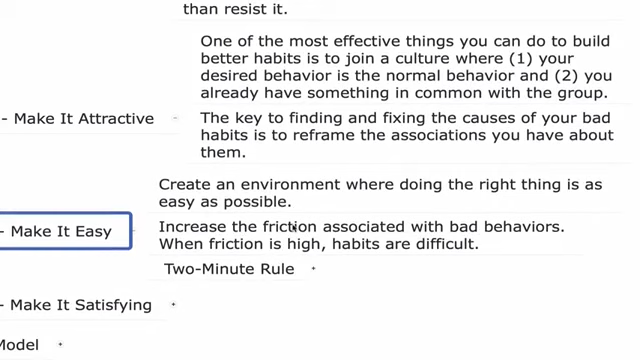 than resist it.
One of the most effective things you can do to build
better habits is to join a culture where (1) your
desired behavior is the normal behavior and (2) you
already have something in common with the group.
- Make It Attractive
The key to finding and fixing the causes of your bad
habits is to reframe the associations you have about
them.
Create an environment where doing the right thing is as
easy as possible.
- Make It Easy
Increase the friction associated with bad behaviors.
When friction is high, habits are difficult.
Two-Minute Rule
- Make It Satisfying
Model